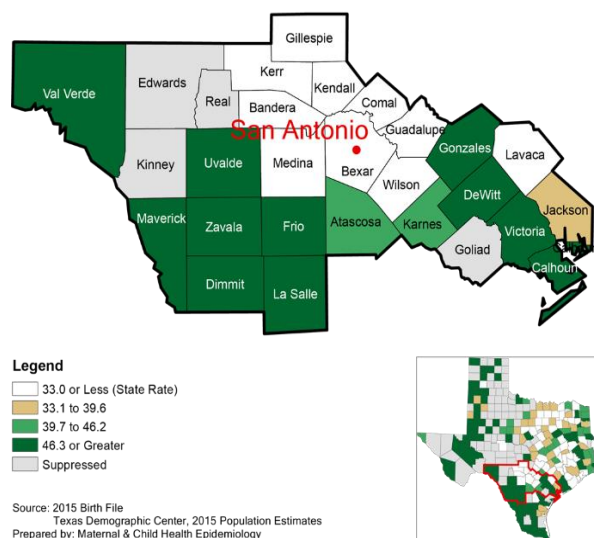 Gillespie
Val Verde
Edwards
Kerr
Real
Kendall
Bandera
Comal
San Antonio
Guadalupe
Gonzales
Lavaca
Kinney
Uvalde
Medina
Bexar
Wilson
DeWitt
Jackson
Maverick
Zavala
Frio
Atascosa
Karnes
Victoria
Goliad
Calhoun
Dimmit
La Salle
Legend
33.0 or Less (State Rate)
33.1 to 39.6
39.7 to 46.2
46.3 or Greater
Suppressed
Source: 2015 Birth File
Texas Demographic Center, 2015 Population Estimates
Prepared by: Maternal & Child Health Epidemiology